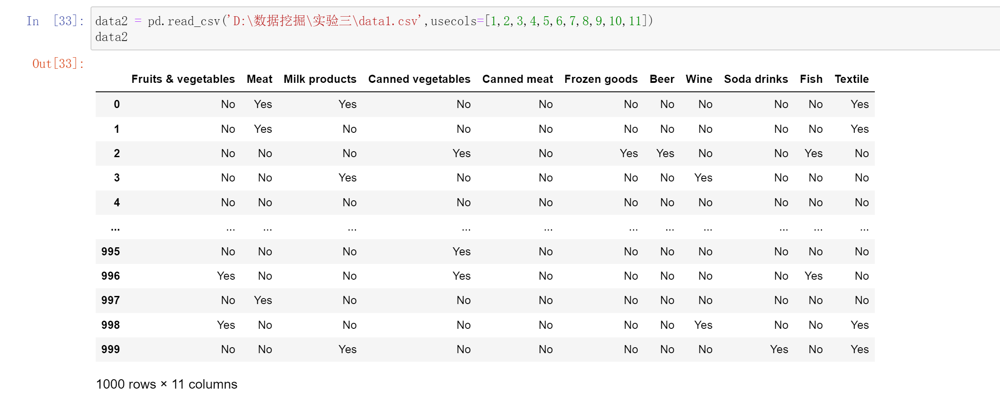 In [33]: data2 = pd.read_csv('D:\数据挖掘\实验三\data1.csv',usecols=[1,2,3,4,5,6,7,8,9,10,11])
data2
Out[33]:
Fruits & vegetables Meat Milk products Canned vegetables Canned meat Frozen goods Beer Wine Soda drinks Fish Textile
0 No Yes Yes No No No No No No No Yes
1 No Yes No No No No No No No No Yes
2 No No No Yes No Yes Yes No No Yes No
3 No No Yes No No No No Yes No No No
4 No No No No No No No No No No No
... ... ... ... ... ... ... ... ... ... ... ...
995 No No No Yes No No No No No No No
996 Yes No No Yes No No No No No Yes No
997 No Yes No No No No No No No No No
998 Yes No No No No No No Yes No No Yes
999 No No Yes No No No No No Yes No Yes
1000 rows × 11 columns